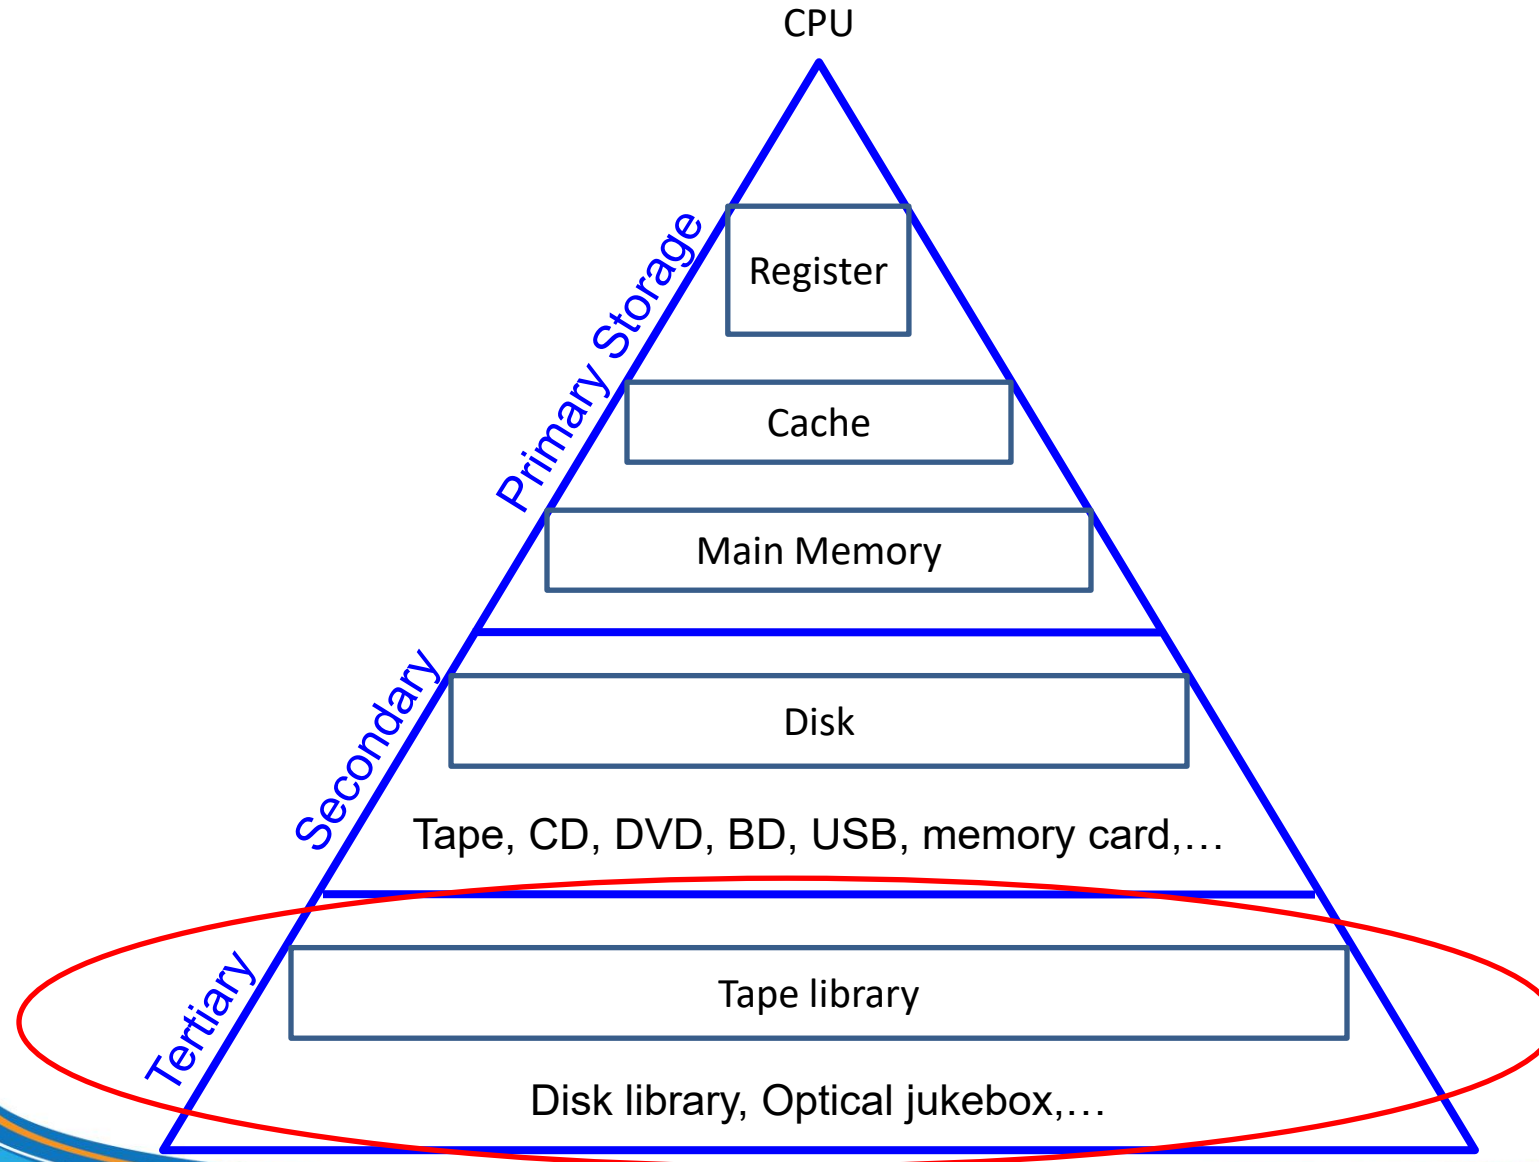 CPU
Primary Storage
Register
Cache
Main Memory
Secondary
Disk
Tape, CD, DVD, BD, USB, memory card,…
Tertiary
Tape library
Disk library, Optical jukebox,…